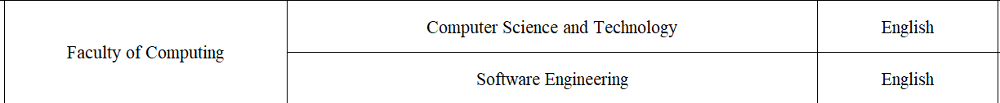 Faculty of Computing
Computer Science and Technology
English
Software Engineering
English